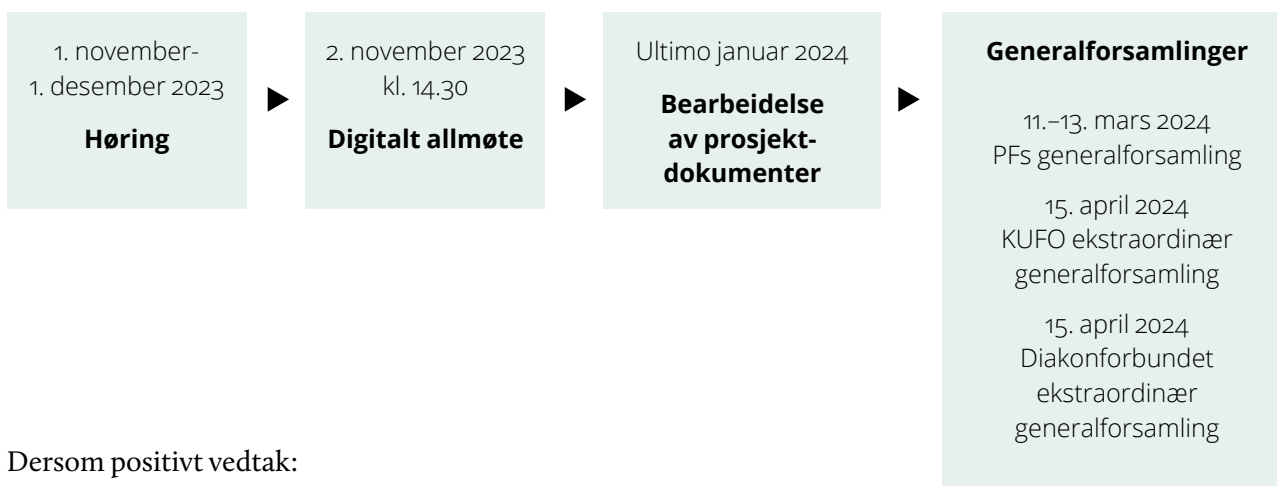 1. november-
1. desember 2023
Høring
2. november 2023
kl. 14.30
Digitalt allmøte
Ultimo januar 2024
Bearbeidelse
av prosjekt-
dokumenter
Generalforsamlinger
11.–13. mars 2024
PFs generalforsamling
15. april 2024
KUFO ekstraordinær
generalforsamling
15. april 2024
Diakonforbundet
ekstraordinær
generalforsamling
Dersom positivt vedtak: